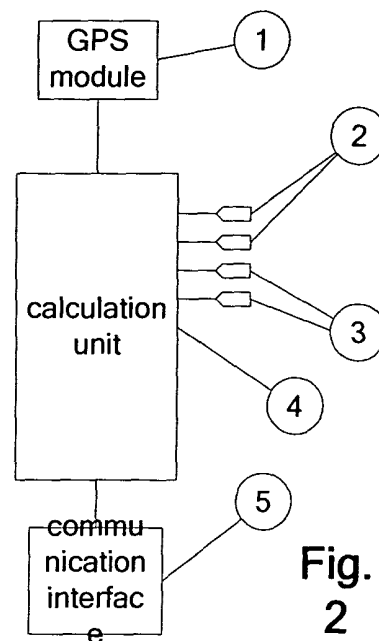 GPS
module
1
2
calculation
unit
3
4
5
commu
nication
interfac
e
Fig.
2